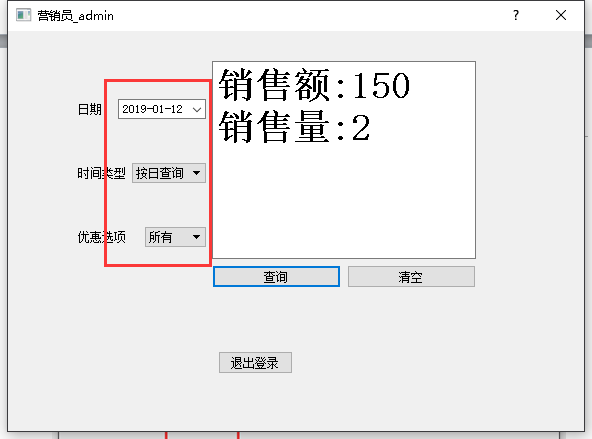 营销员_admin
日期 2019-01-12
时间类型 按日查询
优惠选项 所有
销售额:150
销售量:2
查询 清空
退出登录